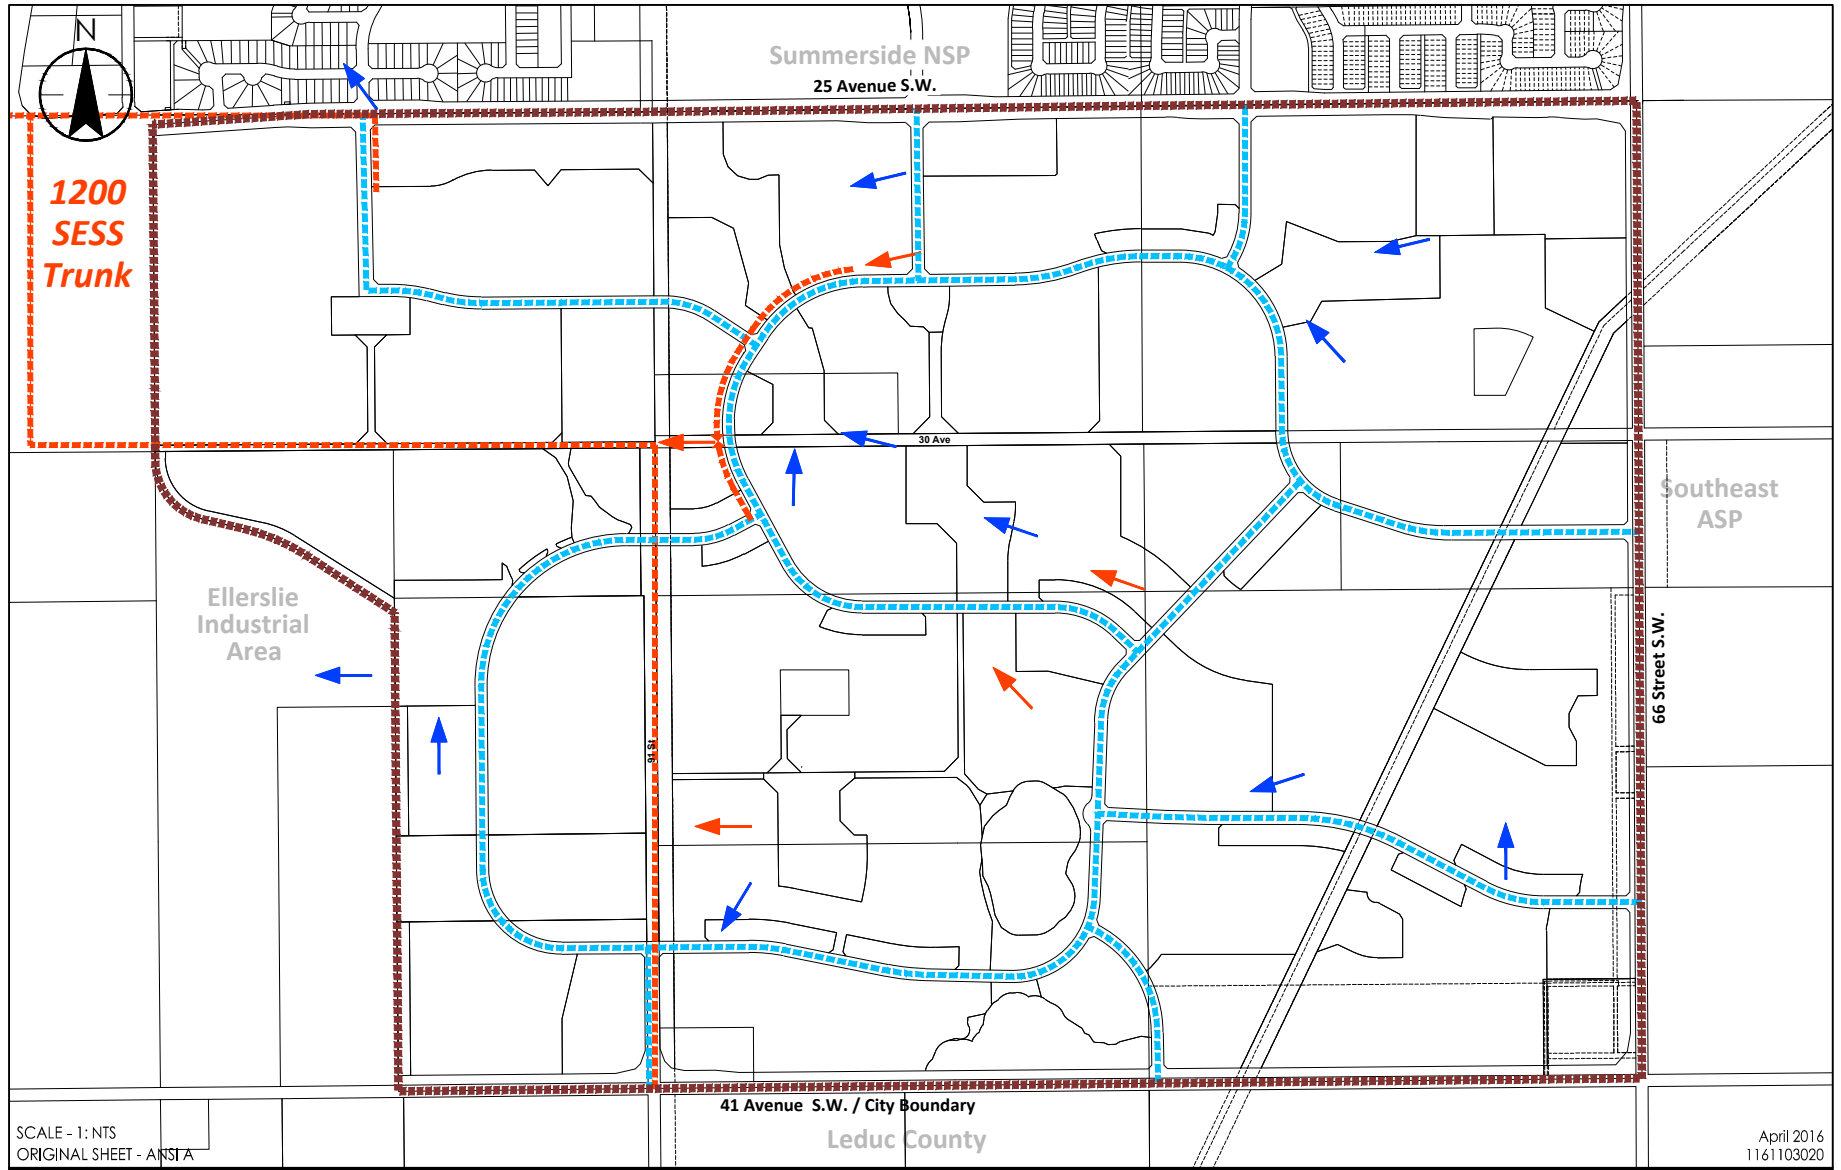 N
Summerside NSP
25 Avenue S.W.
1200
SESS
Trunk
30 Ave
Southeast
ASP
Ellerslie
Industrial
Area
66 Street S.W.
91 St
41 Avenue S.W. / City Boundary
Leduc County
SCALE - 1: NTS
ORIGINAL SHEET - ANSI A
April 2016
1161103020